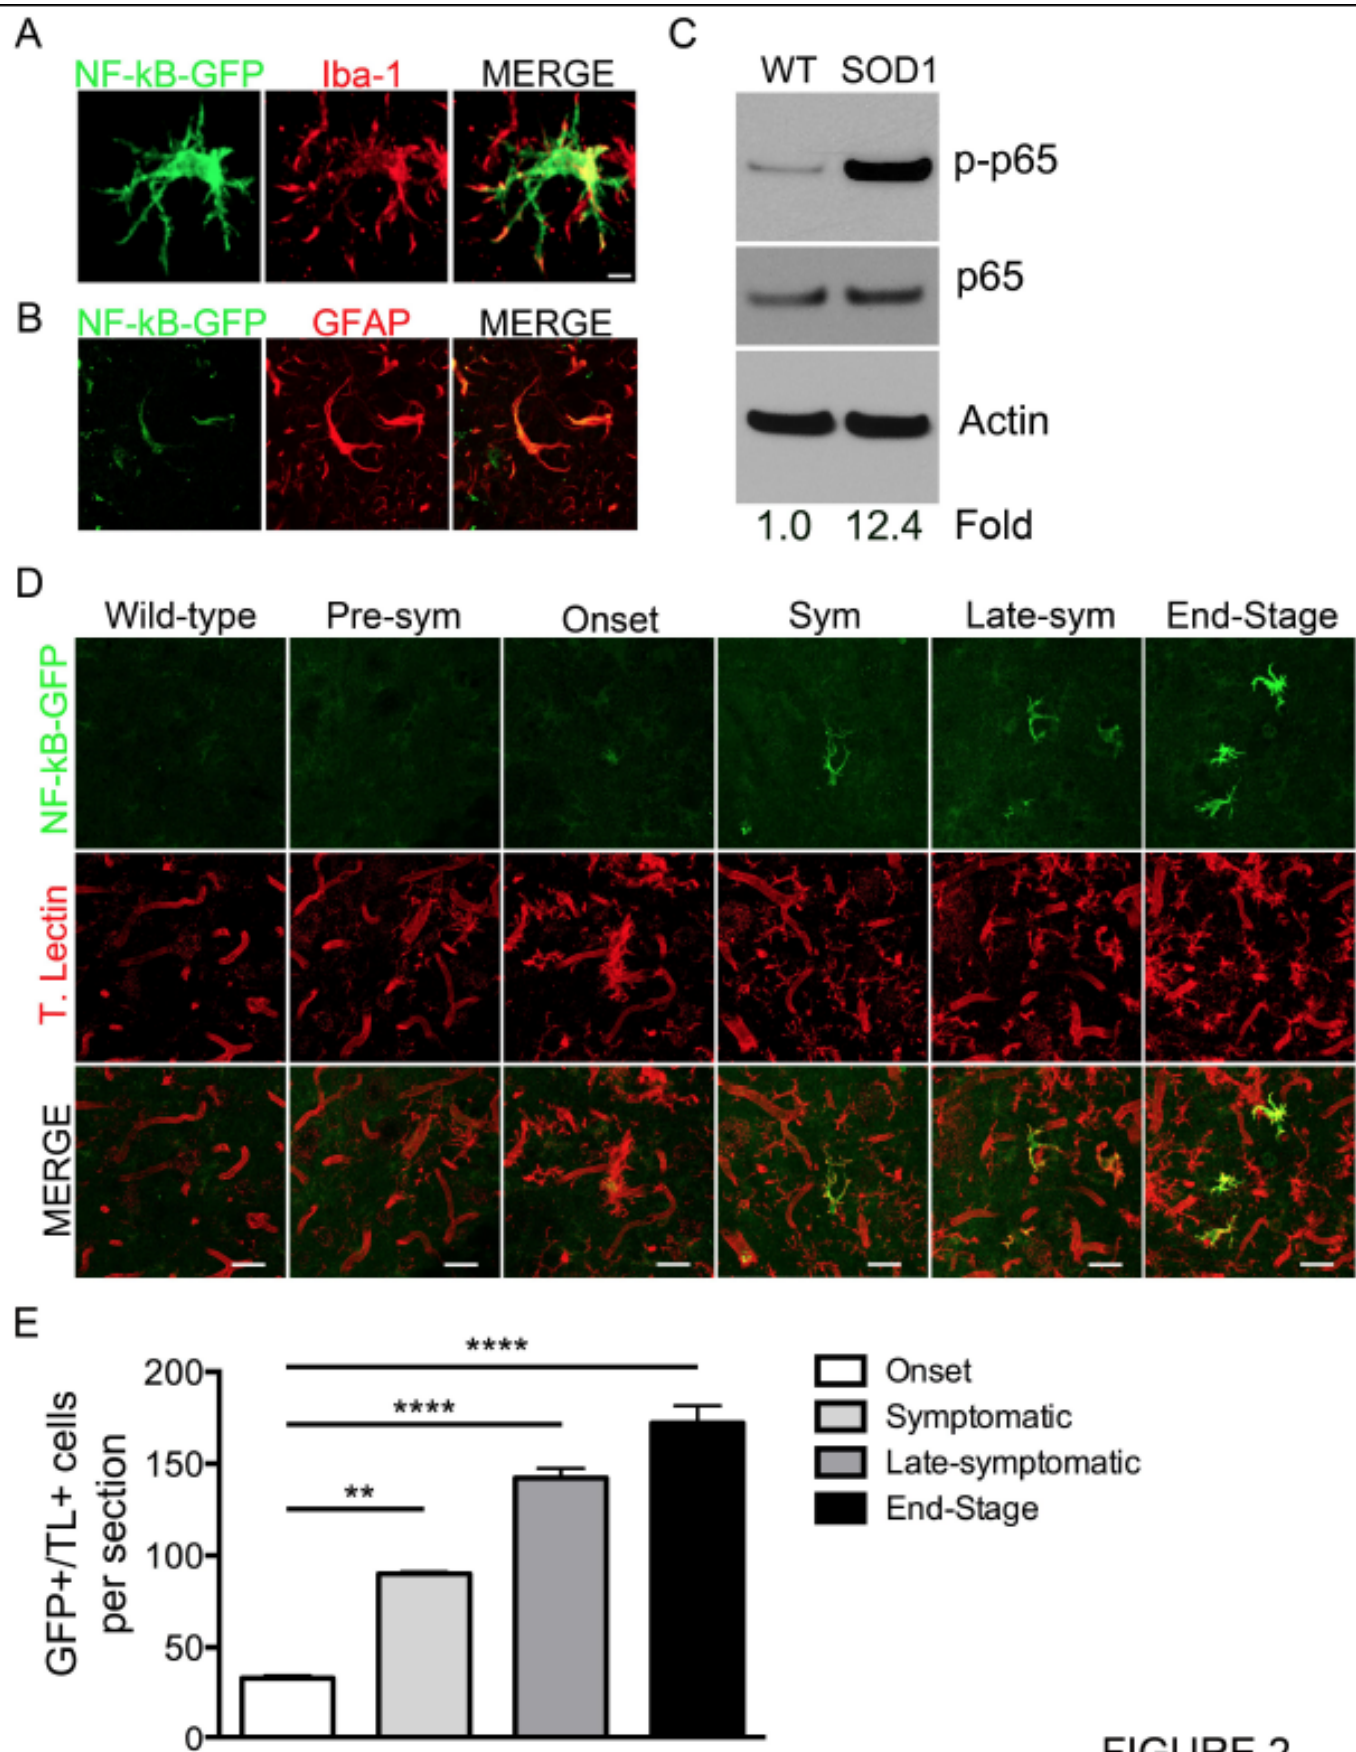 A
NF-kB-GFP Iba-1 MERGE
B
NF-kB-GFP GFAP MERGE
C
WT SOD1
p-p65
p65
Actin
1.0 12.4 Fold
D
Wild-type Pre-sym Onset Sym Late-sym End-Stage
NF-kB-GFP
T. Lectin
MERGE
E
GFP+/TL+ cells
per section
200
150
100
50
0
****
****
**
Onset
Symptomatic
Late-symptomatic
End-Stage
FIGURE 2